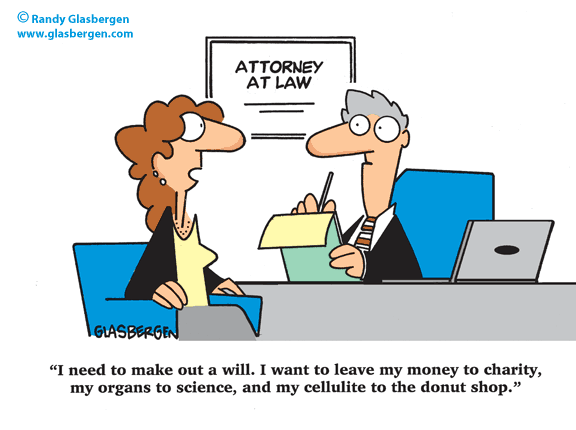 © Randy Glasbergen
www.glasbergen.com
ATTORNEY
AT LAW
GLASBERGEN
“I need to make out a will. I want to leave my money to charity,
my organs to science, and my cellulite to the donut shop.”